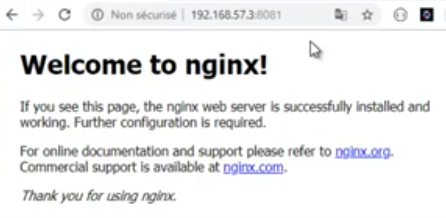 Non sécurisé | 192.168.57.3:8081
Welcome to nginx!
If you see this page, the nginx web server is successfully installed and
working. Further configuration is required.
For online documentation and support please refer to nginx.org.
Commercial support is available at nginx.com.
Thank you for using nginx.